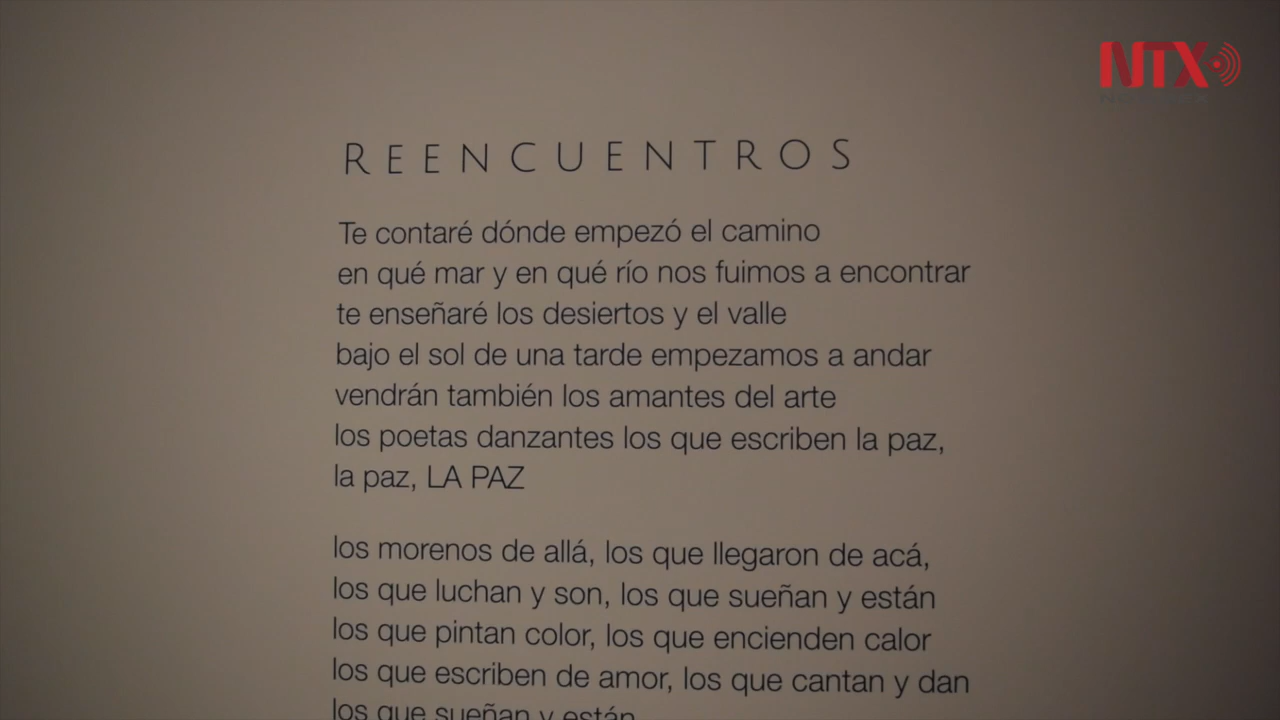 NTX
REENCUENTROS
Te contaré dónde empezó el camino
en qué mar y en qué río nos fuimos a encontrar
te enseñaré los desiertos y el valle
bajo el sol de una tarde empezamos a andar
vendrán también los amantes del arte
los poetas danzantes los que escriben la paz,
la paz, LA PAZ
los morenos de allá, los que llegaron de acá,
los que luchan y son, los que sueñan y están
los que pintan color, los que encienden calor
los que escriben de amor, los que cantan y dan
los que sueñan y están